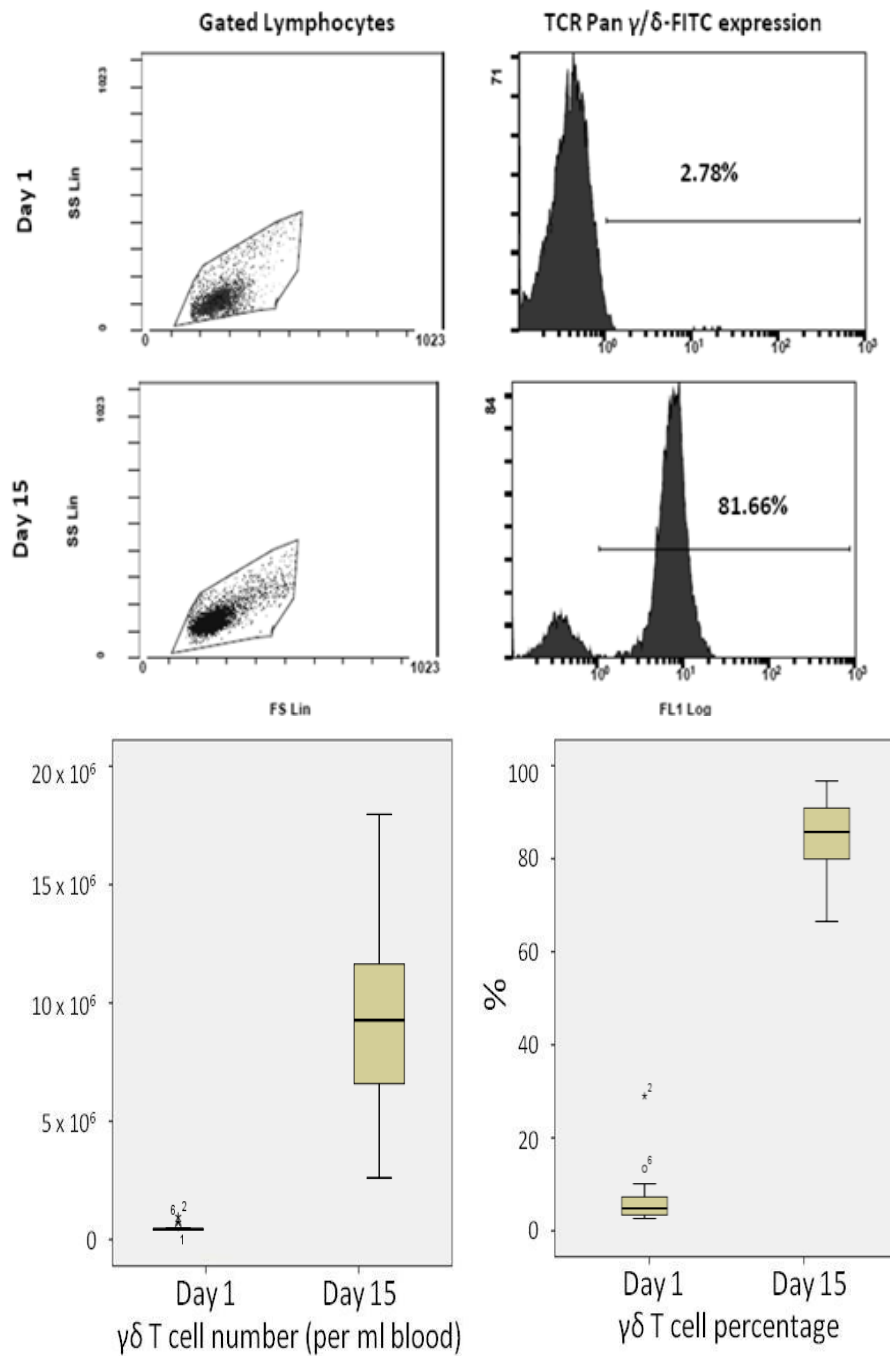 Gated Lymphocytes
TCR Pan γ/δ-FITC expression
Day 1
SS Lin
1023
0
0
1023
71
2.78%
10⁰
10¹
10²
10³
Day 15
SS Lin
1023
0
0
1023
FS Lin
84
81.66%
10⁰
10¹
10²
10³
FL1 Log
20 x 10⁶
15 x 10⁶
10 x 10⁶
5 x 10⁶
0
6 2
1
Day 1
Day 15
γδ T cell number (per ml blood)
%
100
80
60
40
20
0
2
6
Day 1
Day 15
γδ T cell percentage